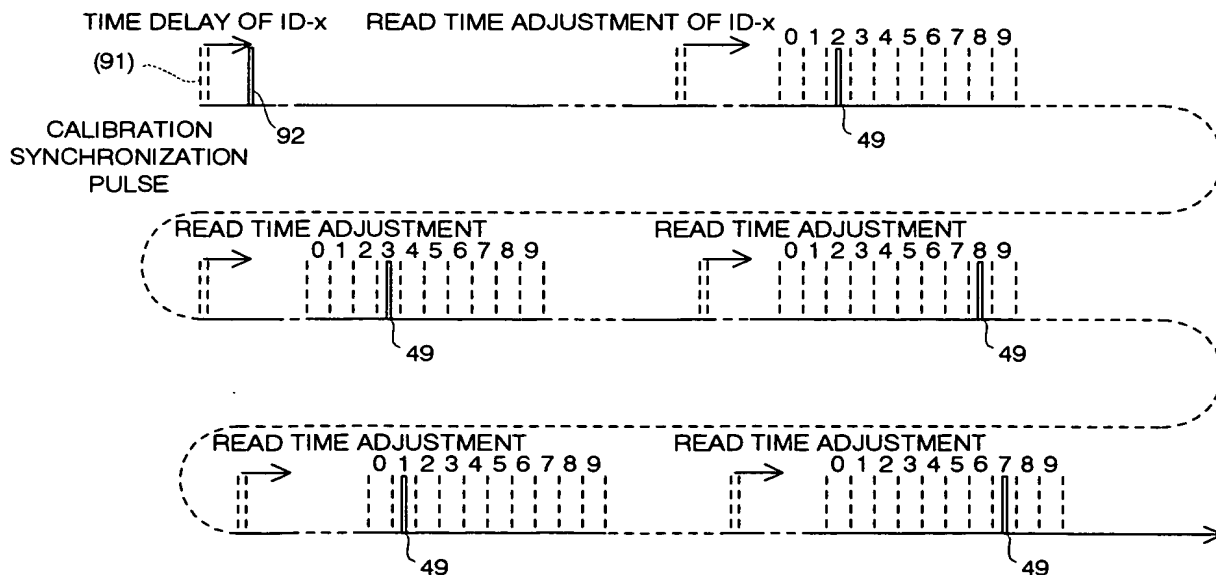 TIME DELAY OF ID-x READ TIME ADJUSTMENT OF ID-x
0 1 2 3 4 5 6 7 8 9
(91)
92
49
CALIBRATION
SYNCHRONIZATION
PULSE
READ TIME ADJUSTMENT READ TIME ADJUSTMENT
0 1 2 3 4 5 6 7 8 9 0 1 2 3 4 5 6 7 8 9
49 49
READ TIME ADJUSTMENT READ TIME ADJUSTMENT
0 1 2 3 4 5 6 7 8 9 0 1 2 3 4 5 6 7 8 9
49 49